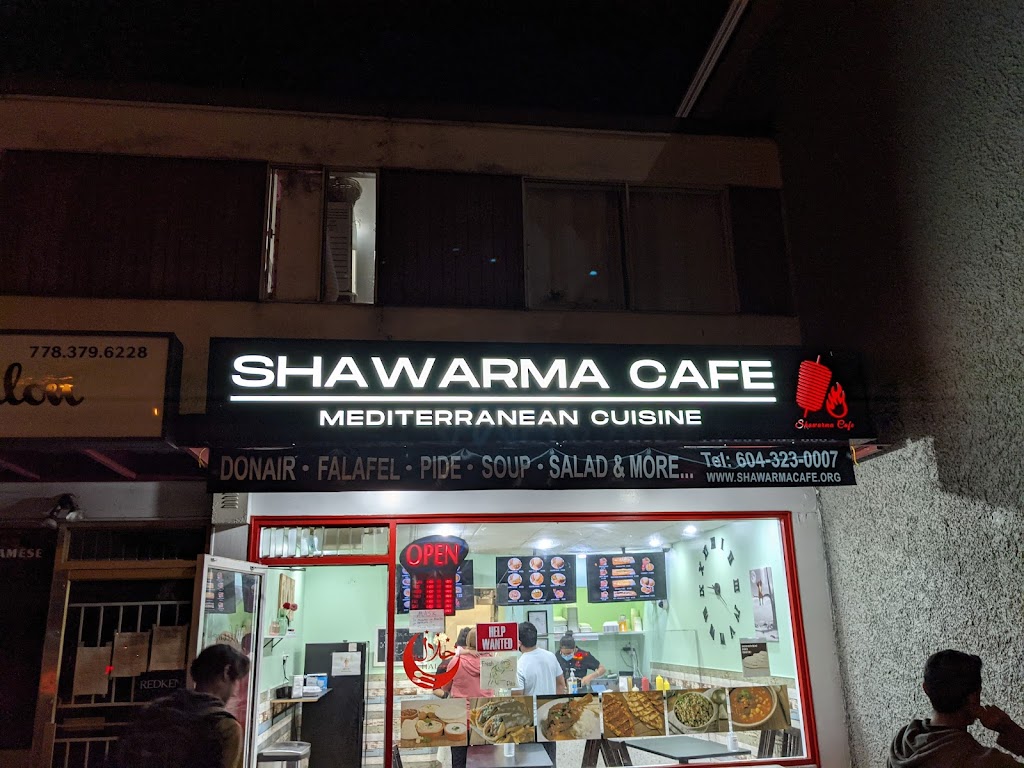 778.379.6228
SHAWARMA CAFE
MEDITERRANEAN CUISINE
Shawarma Cafe
DONAIR · FALAFEL · PIDE · SOUP · SALAD & MORE...
Tel: 604-323-0007
WWW.SHAWARMACAFE.ORG
OPEN
HELP
WANTED
حلال
REDKEN